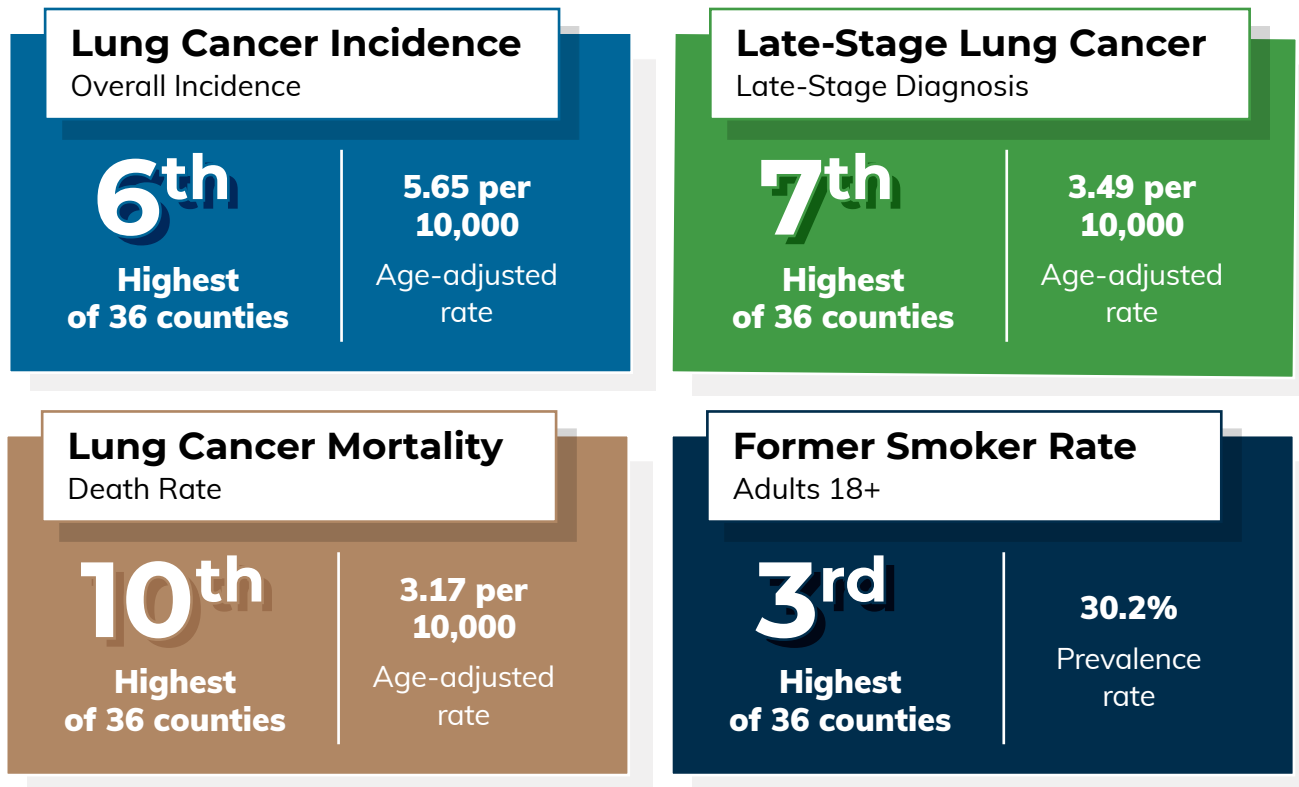 Lung Cancer Incidence
Overall Incidence
6th
Highest
of 36 counties
5.65 per
10,000
Age-adjusted
rate
Late-Stage Lung Cancer
Late-Stage Diagnosis
7th
Highest
of 36 counties
3.49 per
10,000
Age-adjusted
rate
Lung Cancer Mortality
Death Rate
10th
Highest
of 36 counties
3.17 per
10,000
Age-adjusted
rate
Former Smoker Rate
Adults 18+
3rd
Highest
of 36 counties
30.2%
Prevalence
rate